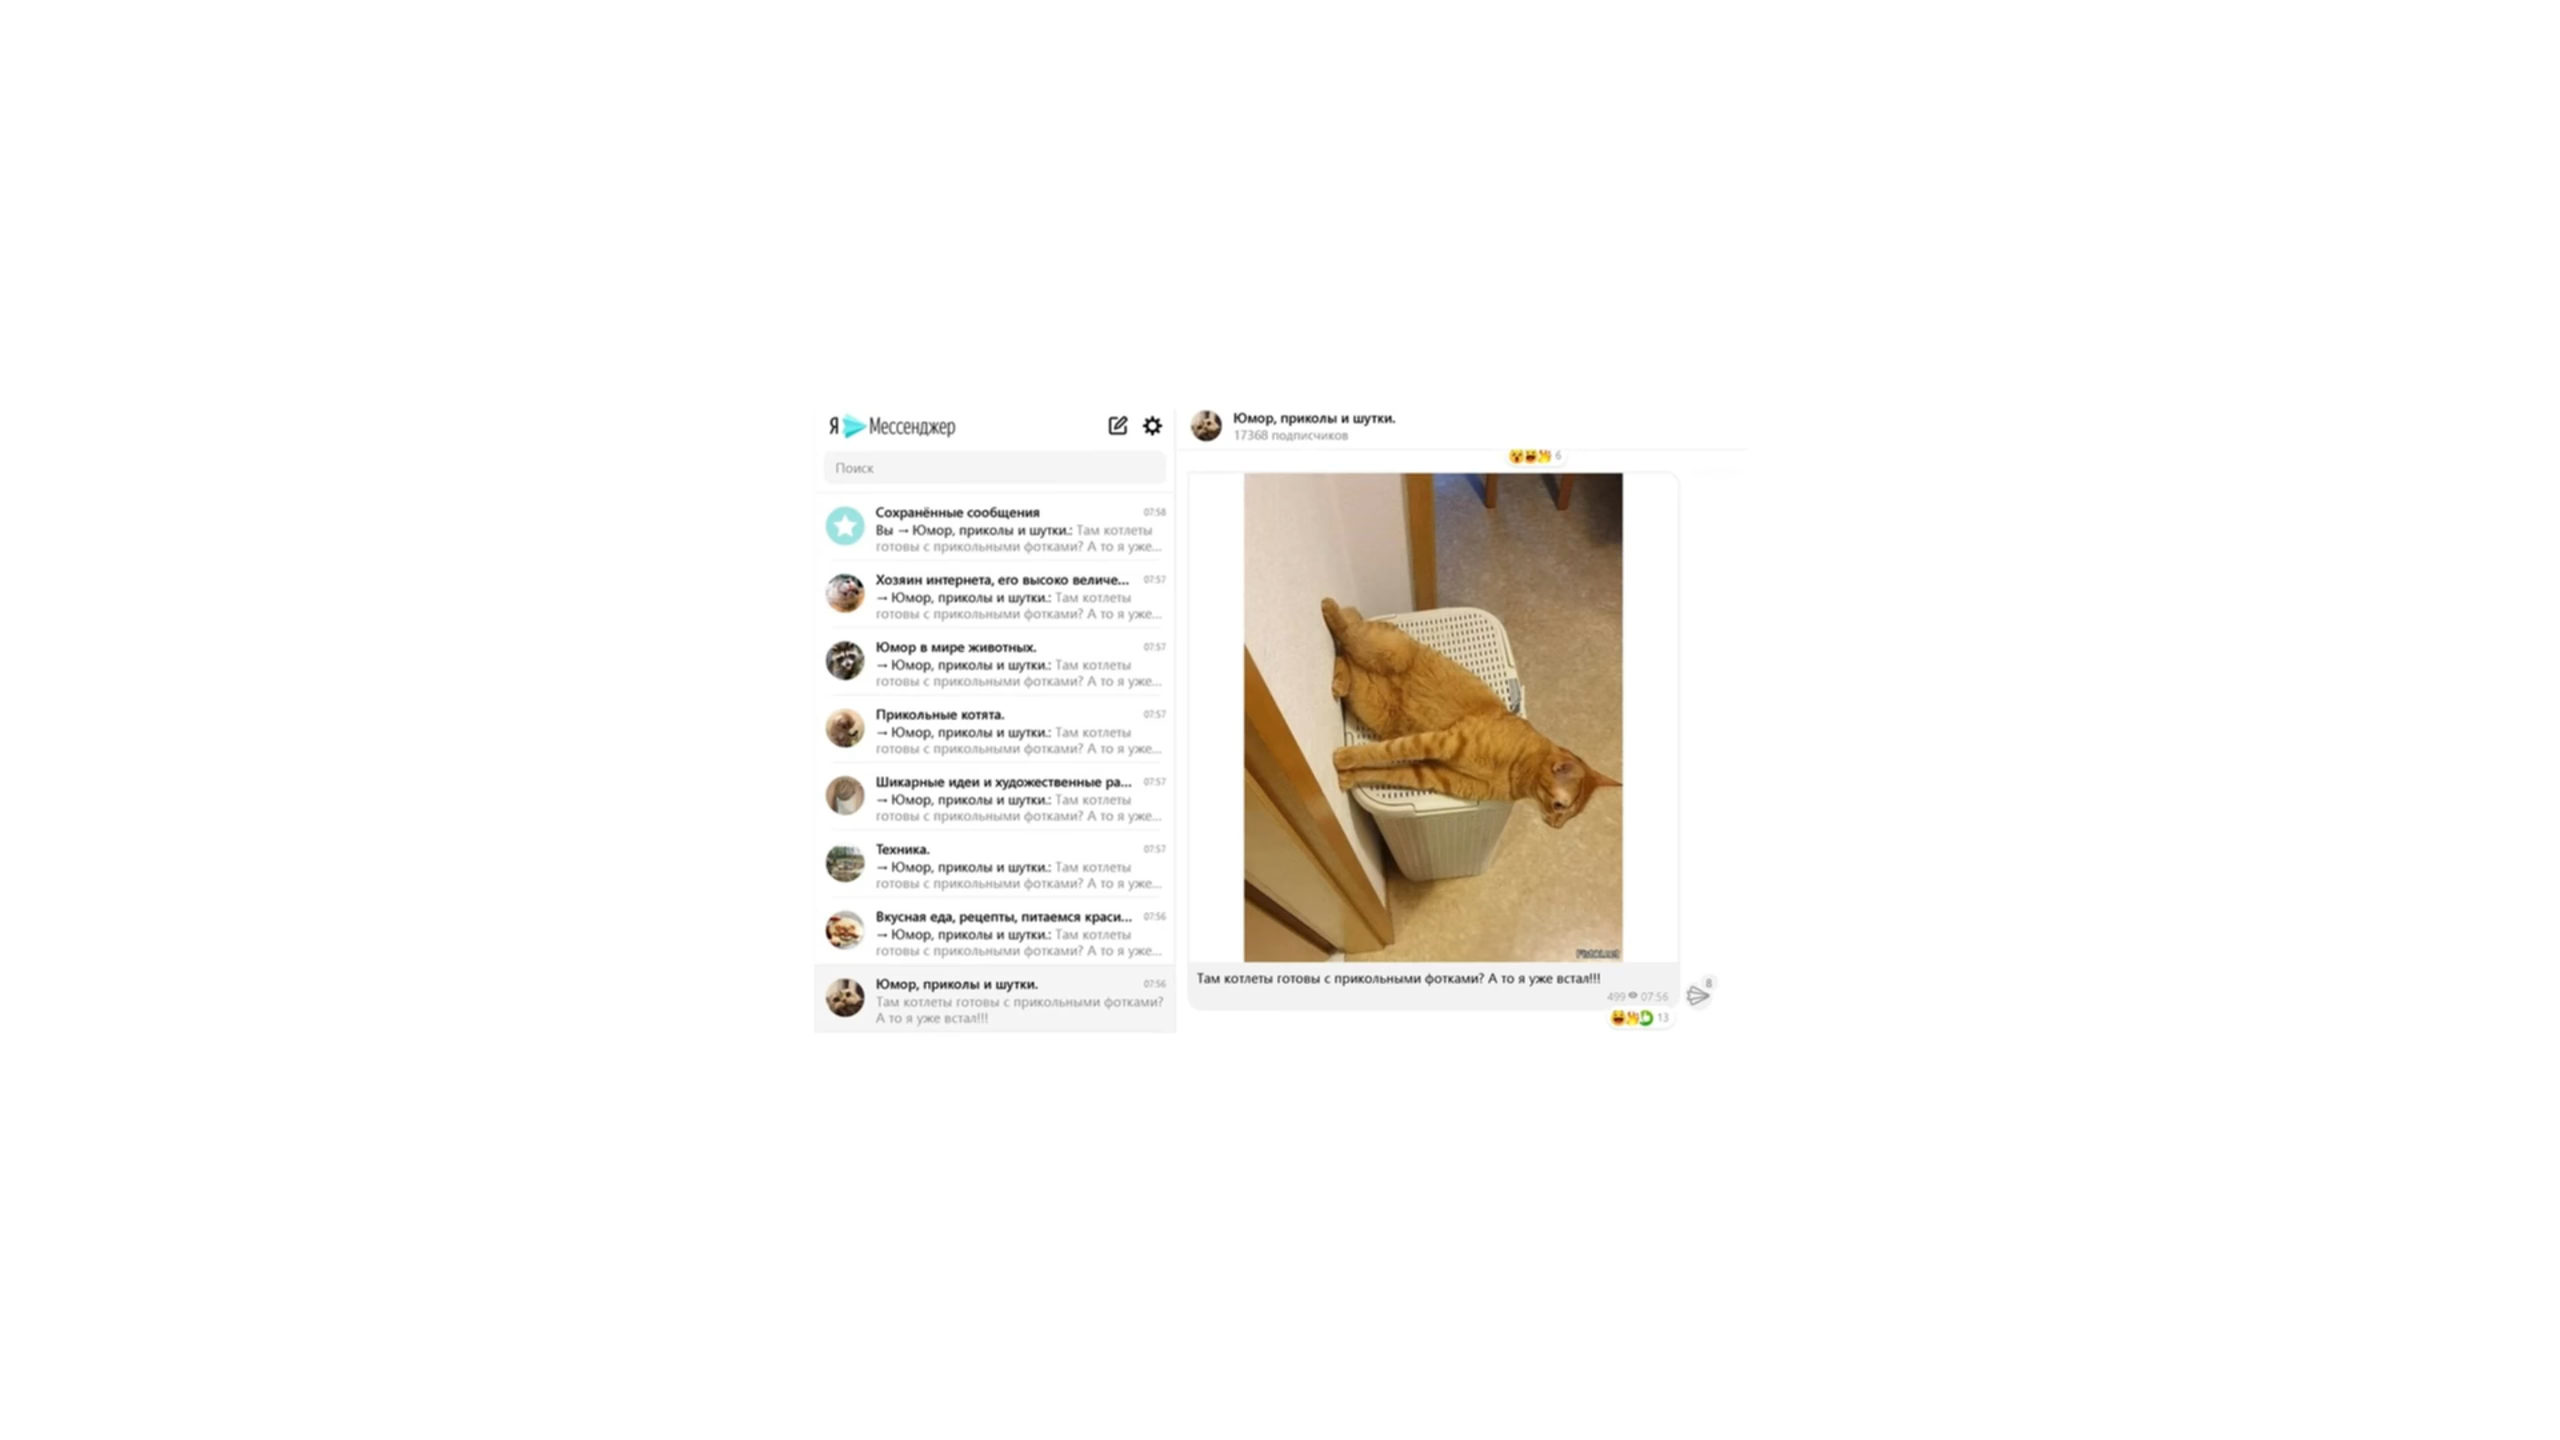 Я Мессенджер
Поиск
Сохранённые сообщения 07:58
Вы → Юмор, приколы и шутки.: Там котлеты
готовы с прикольными фотками? А то я уже...
Хозяин интернета, его высоко величе... 07:57
→ Юмор, приколы и шутки.: Там котлеты
готовы с прикольными фотками? А то я уже...
Юмор в мире животных. 07:57
→ Юмор, приколы и шутки.: Там котлеты
готовы с прикольными фотками? А то я уже...
Прикольные котята. 07:57
→ Юмор, приколы и шутки.: Там котлеты
готовы с прикольными фотками? А то я уже...
Шикарные идеи и художественные ра... 07:57
→ Юмор, приколы и шутки.: Там котлеты
готовы с прикольными фотками? А то я уже...
Техника. 07:57
→ Юмор, приколы и шутки.: Там котлеты
готовы с прикольными фотками? А то я уже...
Вкусная еда, рецепты, питаемся краси... 07:56
→ Юмор, приколы и шутки.: Там котлеты
готовы с прикольными фотками? А то я уже...
Юмор, приколы и шутки. 07:56
Там котлеты готовы с прикольными фотками?
А то я уже встал!!!
Юмор, приколы и шутки.
17368 подписчиков
6
Там котлеты готовы с прикольными фотками? А то я уже встал!!!
499 07:56
8
13